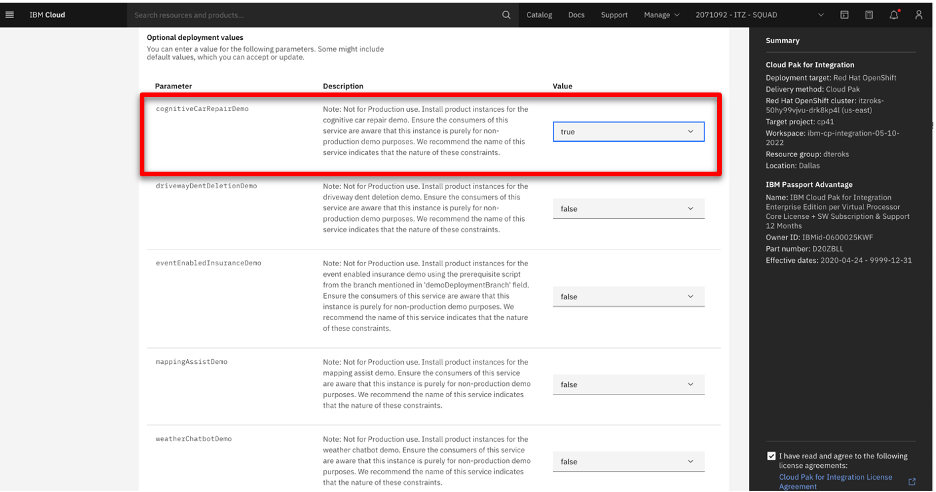 IBM Cloud
Search resources and products...
Catalog
Docs
Support
Manage
2071092 - ITZ - SQUAD
Optional deployment values
You can enter a value for the following parameters. Some might include
default values, which you can accept or update.
Parameter
Description
Value
cognitiveCarRepairDemo
Note: Not for Production use. Install product instances for the
cognitive car repair demo. Ensure the consumers of this
service are aware that this instance is purely for non-
production demo purposes. We recommend the name of this
service indicates that the nature of these constraints.
true
drivewayDentDeletionDemo
Note: Not for Production use. Install product instances for the
driveway dent deletion demo. Ensure the consumers of this
service are aware that this instance is purely for non-
production demo purposes. We recommend the name of this
service indicates that the nature of these constraints.
false
eventEnabledInsuranceDemo
Note: Not for Production use. Install product instances for the
event enabled insurance demo using the prerequisite script
from the branch mentioned in 'demoDeploymentBranch' field.
Ensure the consumers of this service are aware that this
instance is purely for non-production demo purposes. We
recommend the name of this service indicates that the nature
of these constraints.
false
mappingAssistDemo
Note: Not for Production use. Install product instances for the
mapping assist demo. Ensure the consumers of this service
are aware that this instance is purely for non-production demo
purposes. We recommend the name of this service indicates
that the nature of these constraints.
false
weatherChatbotDemo
Note: Not for Production use. Install product instances for the
weather chatbot demo. Ensure the consumers of this service
are aware that this instance is purely for non-production demo
purposes. We recommend the name of this service indicates
that the nature of these constraints.
false
Summary
Cloud Pak for Integration
Deployment target: Red Hat OpenShift
Delivery method: Cloud Pak
Red Hat OpenShift cluster: itzroks-
50hy99vjvu-drk8kp4l (us-east)
Target project: cp41
Workspace: ibm-cp-integration-05-10-
2022
Resource group: dteroks
Location: Dallas
IBM Passport Advantage
Name: IBM Cloud Pak for Integration
Enterprise Edition per Virtual Processor
Core License + SW Subscription & Support
12 Months
Owner ID: IBMid-0600025KWF
Part number: D20ZBLL
Effective dates: 2020-04-24 - 9999-12-31
I have read and agree to the following
license agreements:
Cloud Pak for Integration License
Agreement